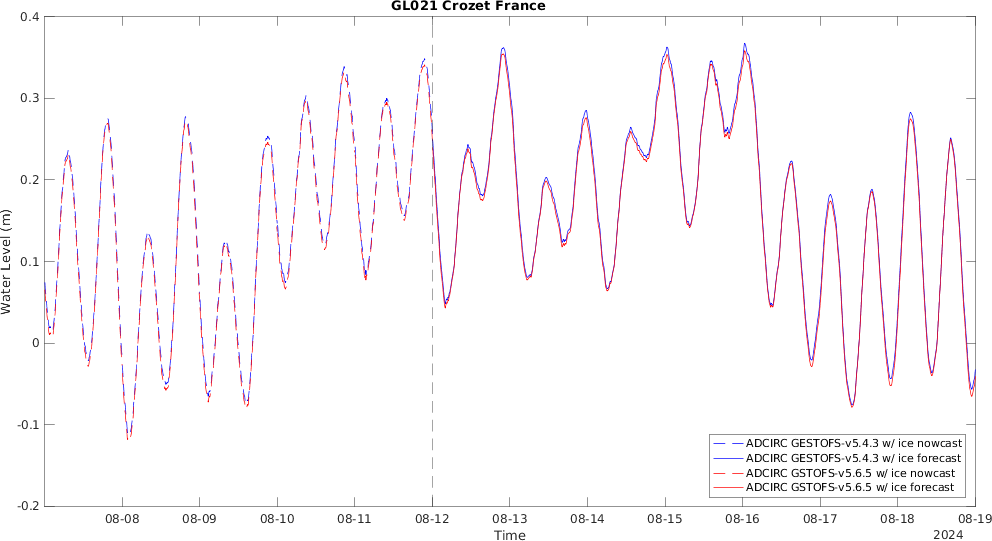 GL021 Crozet France
0.4
0.3
0.2
0.1
0
-0.1
-0.2
Water Level (m)
ADCIRC GESTOFS-v5.4.3 w/ ice nowcast
ADCIRC GESTOFS-v5.4.3 w/ ice forecast
ADCIRC GSTOFS-v5.6.5 w/ ice nowcast
ADCIRC GSTOFS-v5.6.5 w/ ice forecast
08-08 08-09 08-10 08-11 08-12 08-13 08-14 08-15 08-16 08-17 08-18 08-19
Time
2024